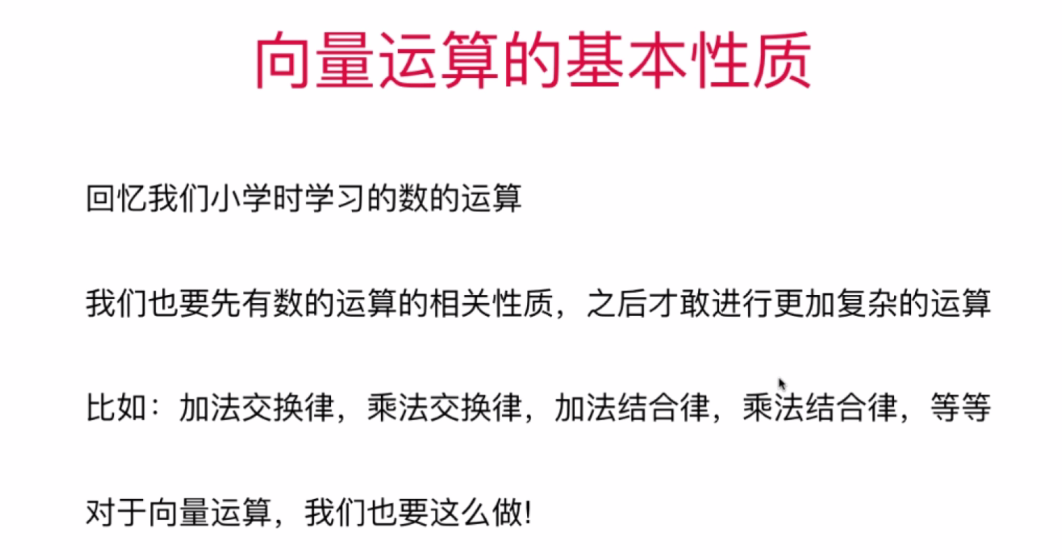 向量运算的基本性质
回忆我们小学时学习的数的运算
我们也要先有数的运算的相关性质，之后才敢进行更加复杂的运算
比如：加法交换律，乘法交换律，加法结合律，乘法结合律，等等
对于向量运算，我们也要这么做!